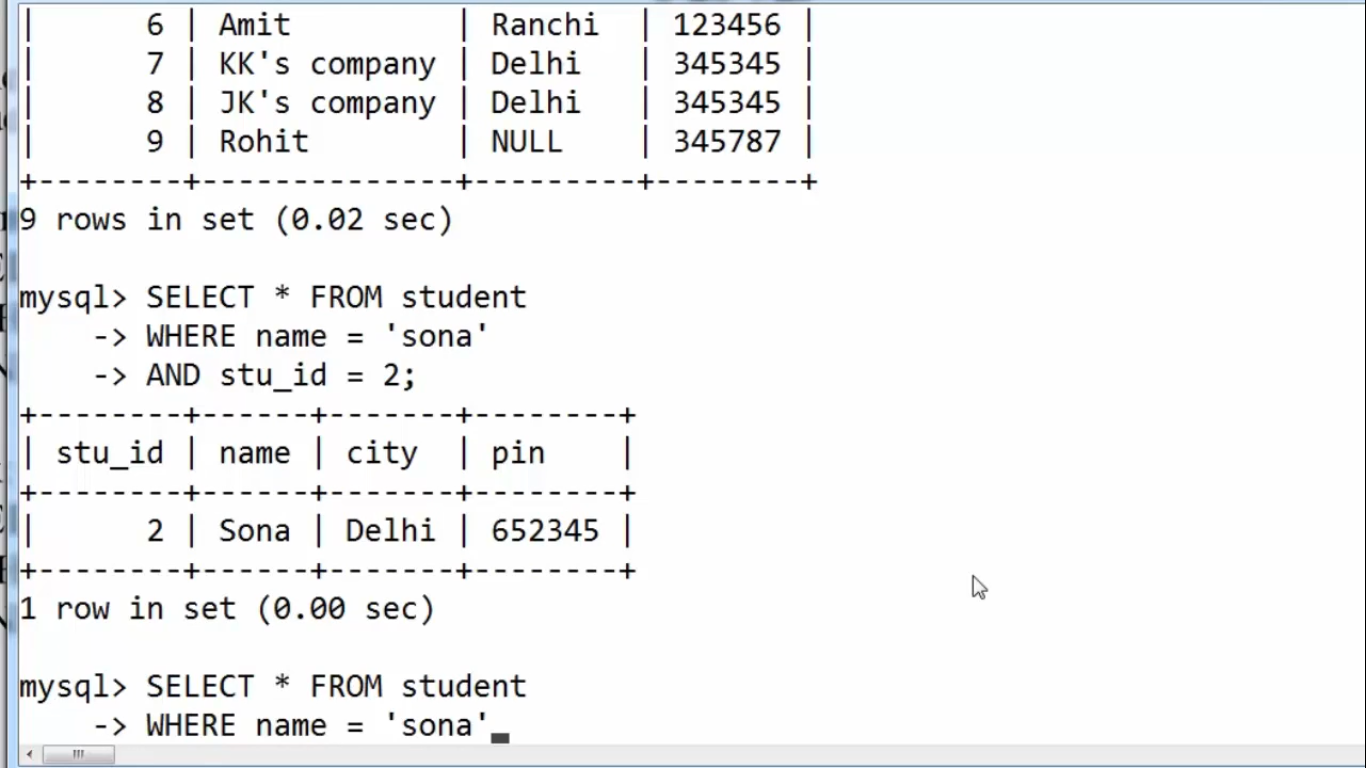 |      6 | Amit         | Ranchi  | 123456 |
|      7 | KK's company | Delhi   | 345345 |
|      8 | JK's company | Delhi   | 345345 |
|      9 | Rohit        | NULL    | 345787 |
+--------+--------------+---------+--------+
9 rows in set (0.02 sec)
mysql> SELECT * FROM student
    -> WHERE name = 'sona'
    -> AND stu_id = 2;
+--------+------+-------+--------+
| stu_id | name | city  | pin    |
+--------+------+-------+--------+
|      2 | Sona | Delhi | 652345 |
+--------+------+-------+--------+
1 row in set (0.00 sec)
mysql> SELECT * FROM student
    -> WHERE name = 'sona'